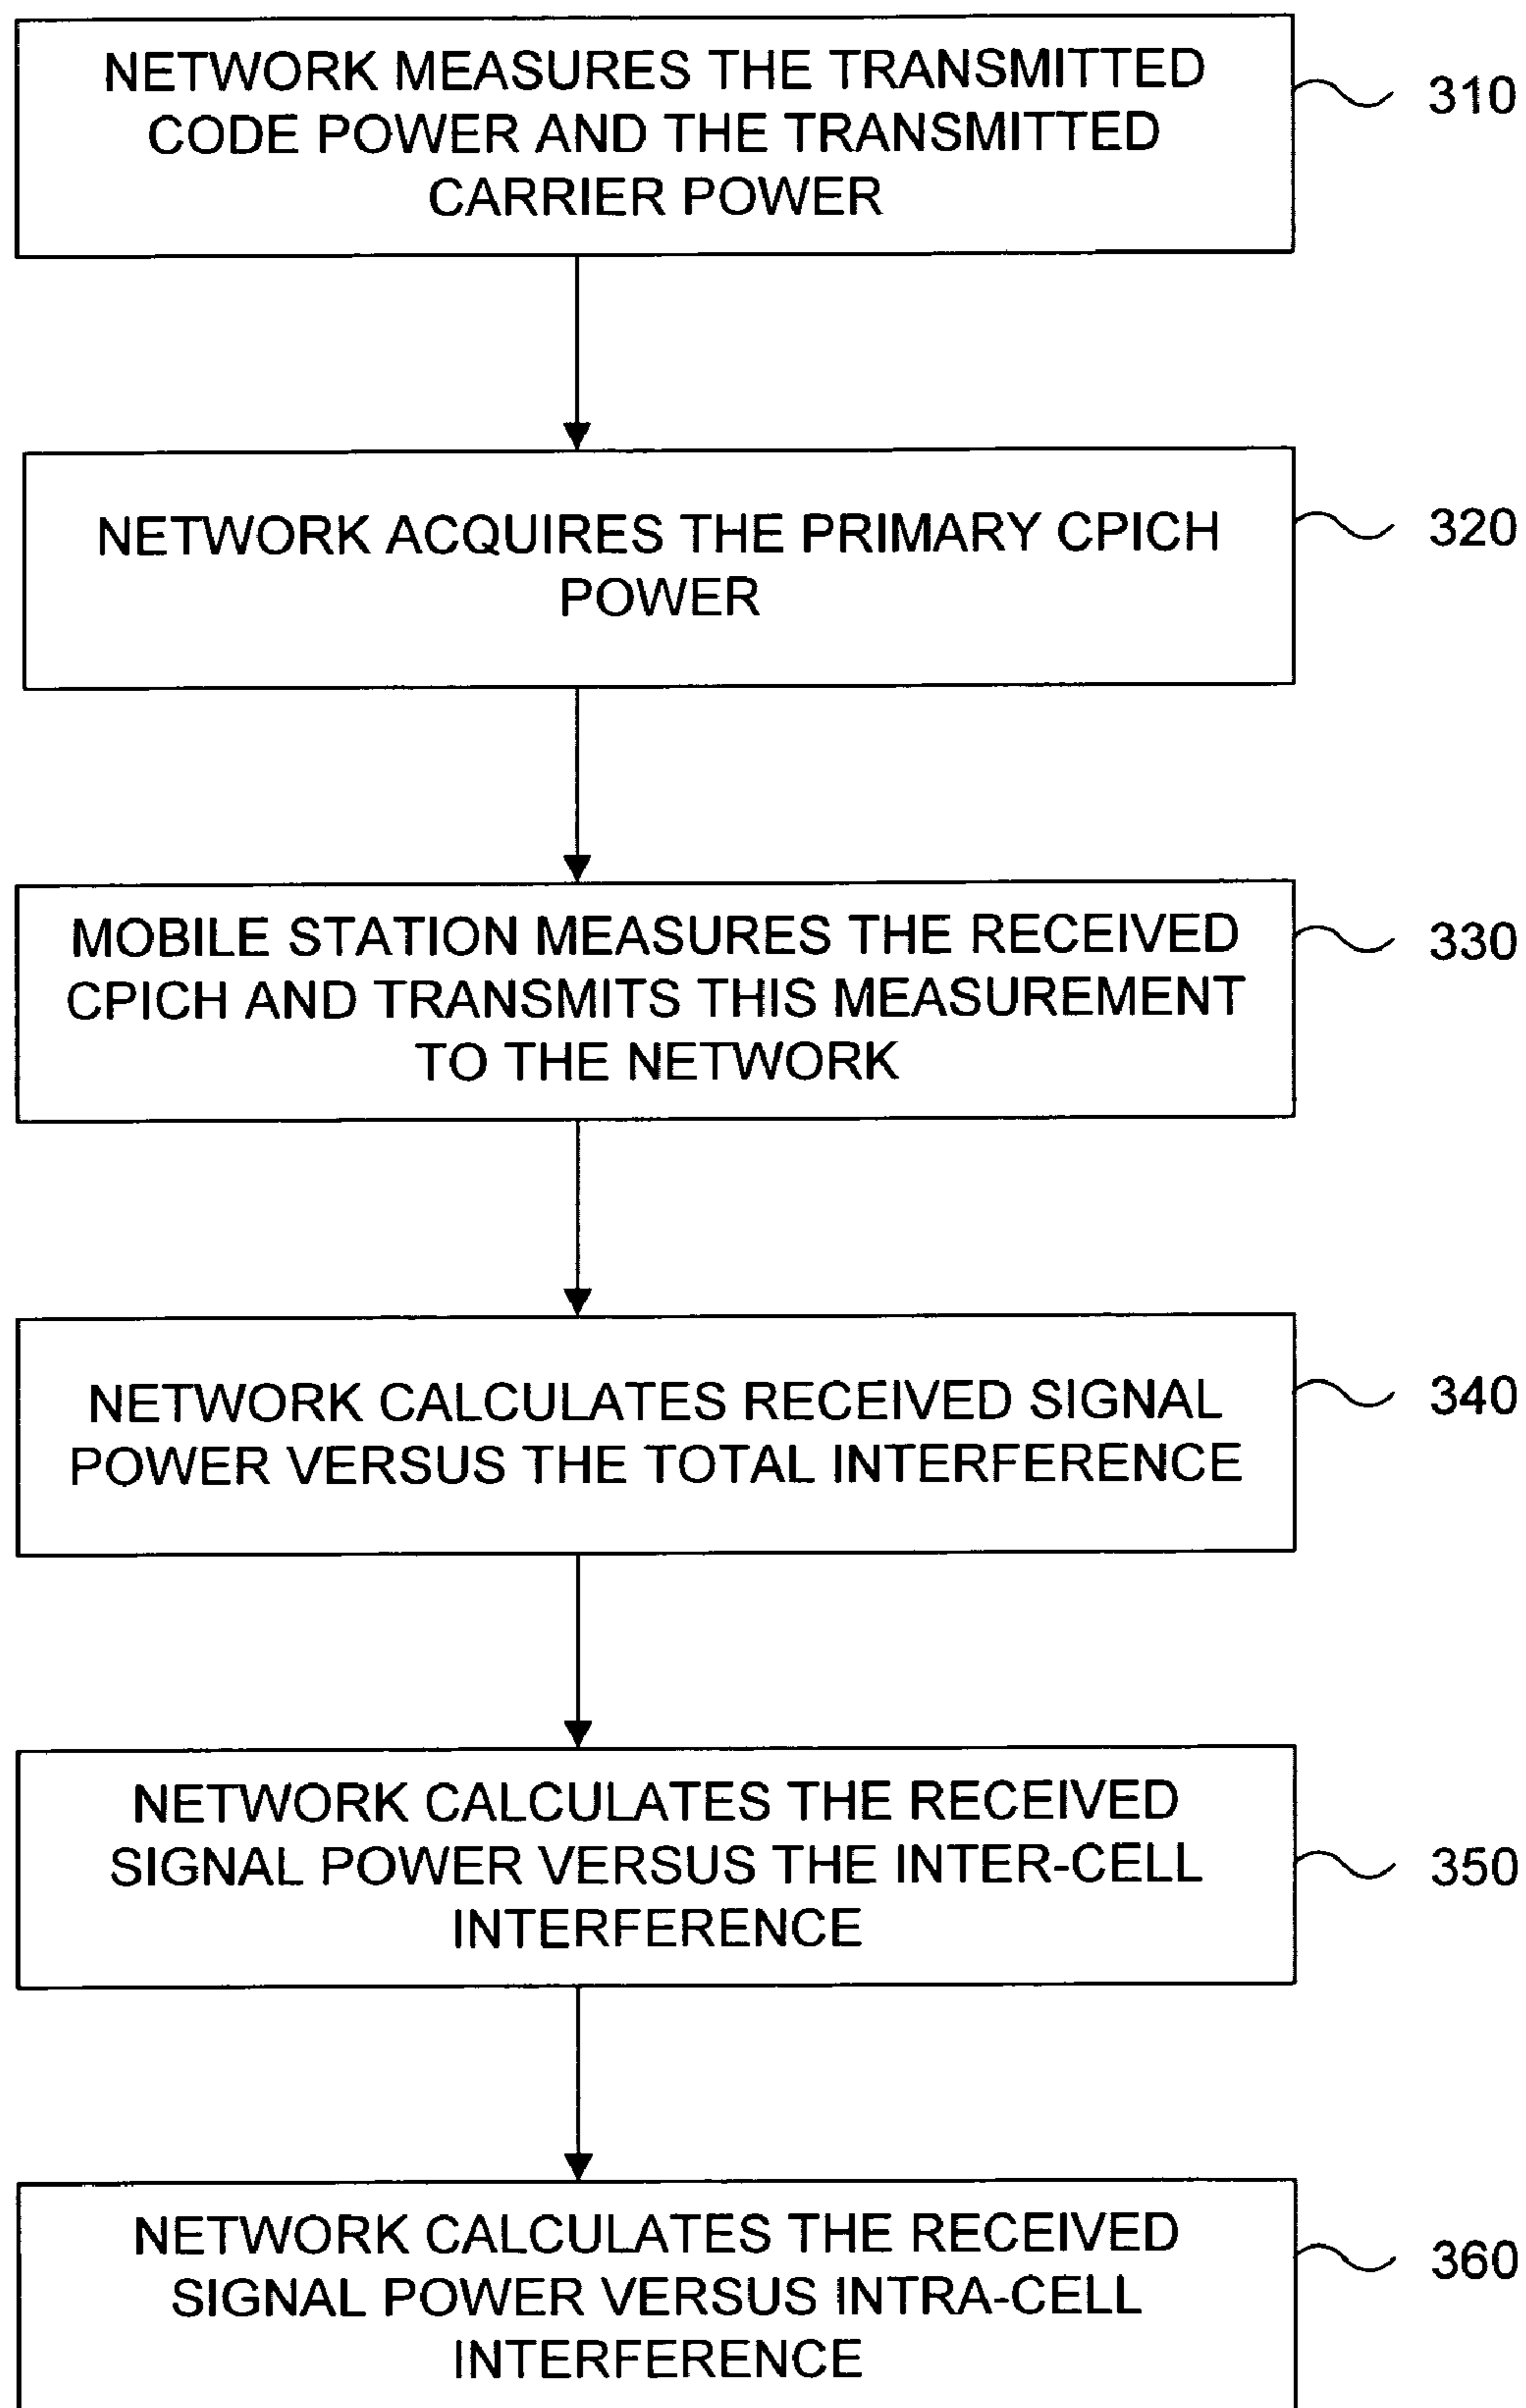 NETWORK MEASURES THE TRANSMITTED
CODE POWER AND THE TRANSMITTED
CARRIER POWER
310
NETWORK ACQUIRES THE PRIMARY CPICH
POWER
320
MOBILE STATION MEASURES THE RECEIVED
CPICH AND TRANSMITS THIS MEASUREMENT
TO THE NETWORK
330
NETWORK CALCULATES RECEIVED SIGNAL
POWER VERSUS THE TOTAL INTERFERENCE
340
NETWORK CALCULATES THE RECEIVED
SIGNAL POWER VERSUS THE INTER-CELL
INTERFERENCE
350
NETWORK CALCULATES THE RECEIVED
SIGNAL POWER VERSUS INTRA-CELL
INTERFERENCE
360